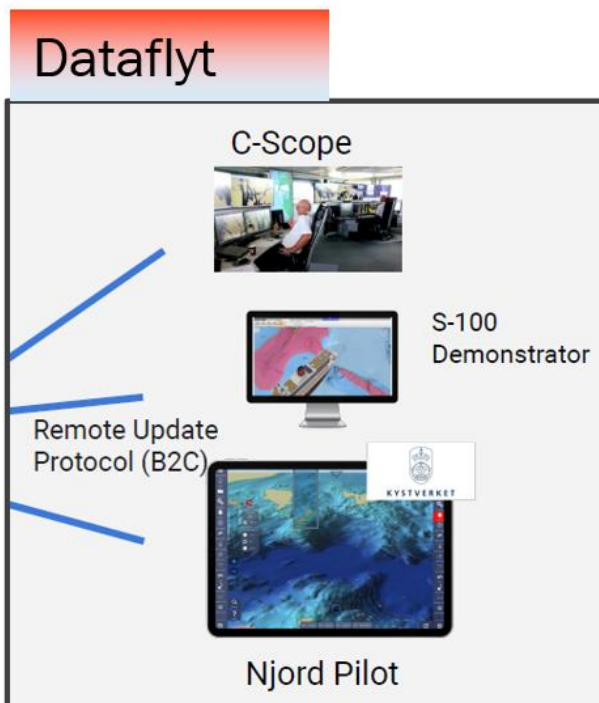 Dataflyt
C-Scope
S-100
Demonstrator
Remote Update
Protocol (B2C)
KYSTVERKET
Njord Pilot